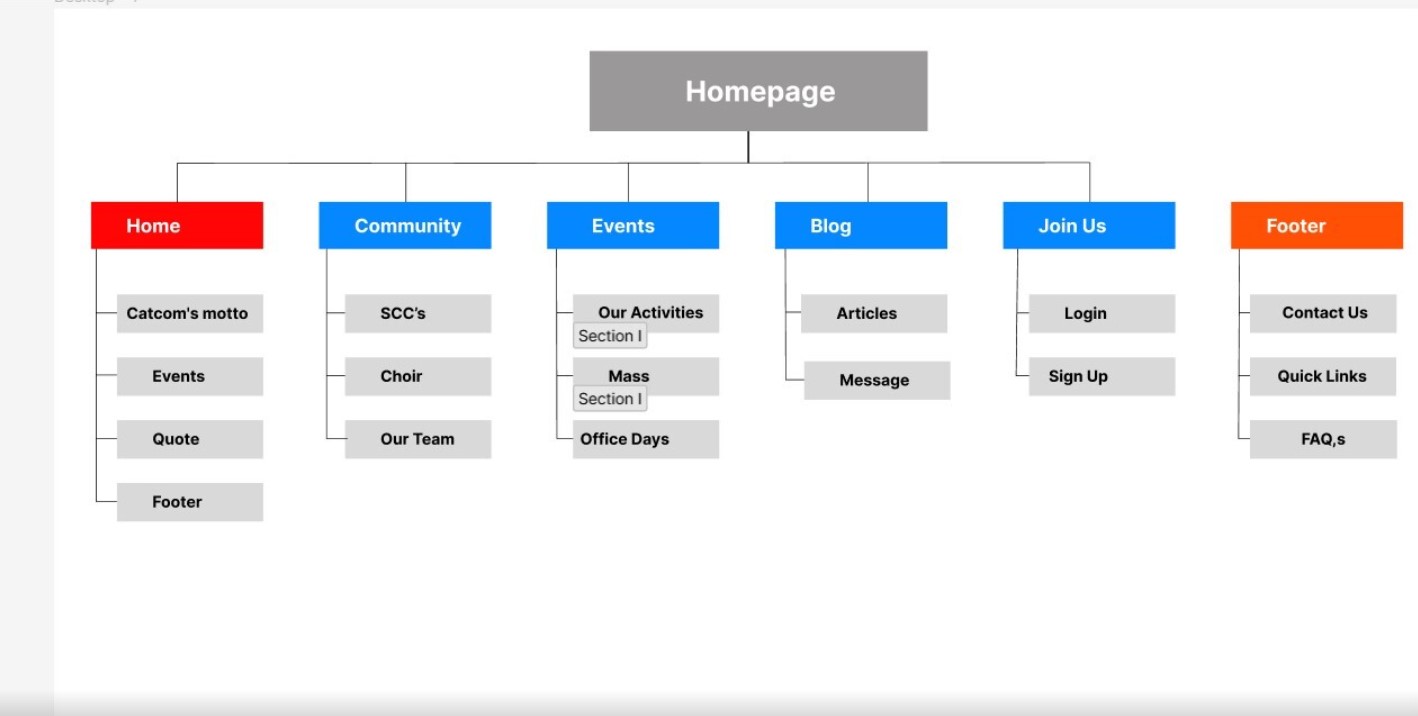 Homepage
Home
Community
Events
Blog
Join Us
Footer
Catcom's motto
SCC's
Our Activities
Articles
Login
Contact Us
Section I
Events
Choir
Mass
Message
Sign Up
Quick Links
Section I
Quote
Our Team
Office Days
FAQ,s
Footer